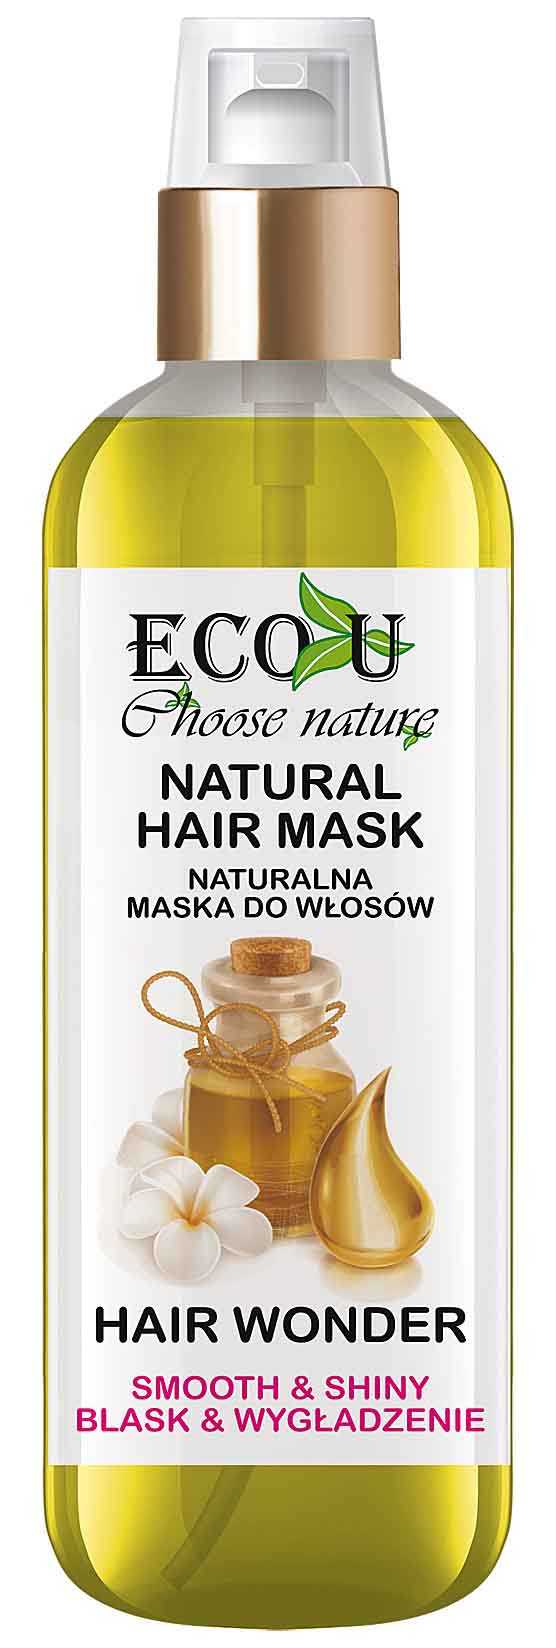 ECO U
Choose nature
NATURAL
HAIR MASK
NATURALNA
MASKA DO WŁOSÓW
HAIR WONDER
SMOOTH & SHINY
BLASK & WYGŁADZENIE